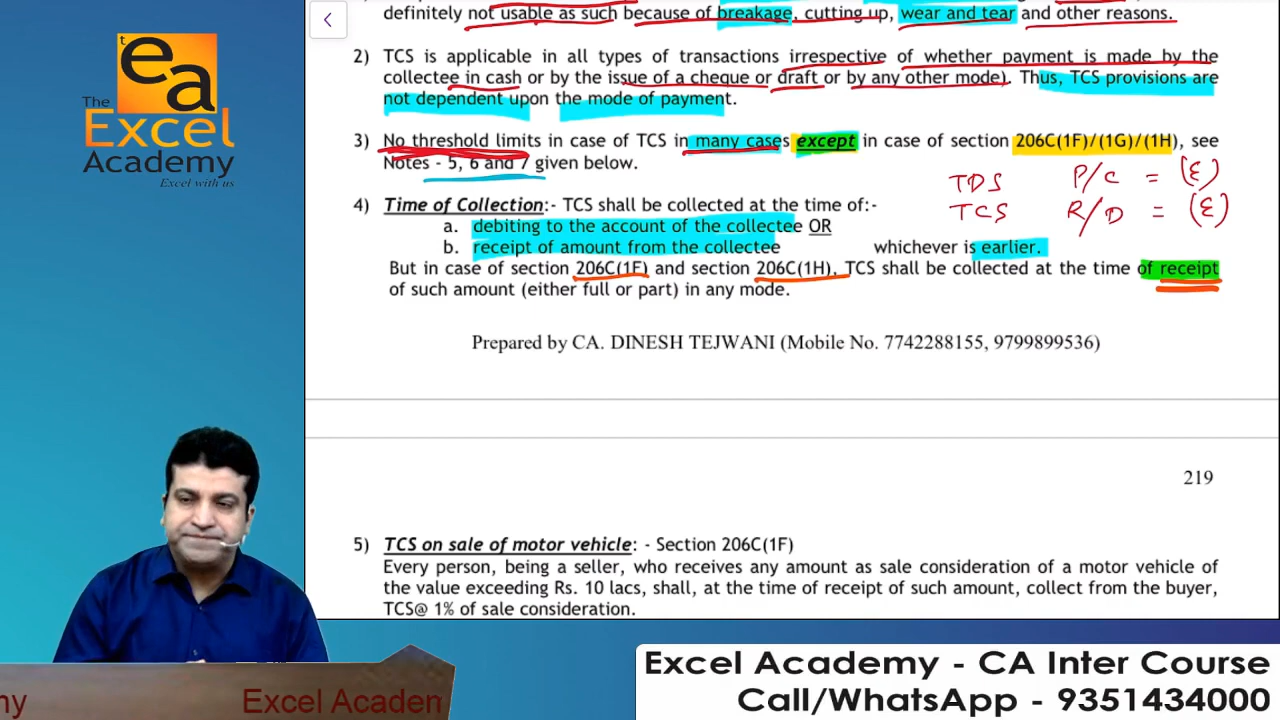 t
ea
The
Excel
Academy
Excel with us
definitely not usable as such because of breakage, cutting up, wear and tear and other reasons.
2) TCS is applicable in all types of transactions irrespective of whether payment is made by the
collectee in cash or by the issue of a cheque or draft or by any other mode). Thus, TCS provisions are
not dependent upon the mode of payment.
3) No threshold limits in case of TCS in many cases except in case of section 206C(1F)/(1G)/(1H), see
Notes - 5, 6 and 7 given below.
TDS P/C = (E)
TCS R/D = (E)
4) Time of Collection:- TCS shall be collected at the time of:-
a. debiting to the account of the collectee OR
b. receipt of amount from the collectee whichever is earlier.
But in case of section 206C(1F) and section 206C(1H), TCS shall be collected at the time of receipt
of such amount (either full or part) in any mode.
Prepared by CA. DINESH TEJWANI (Mobile No. 7742288155, 9799899536)
219
5) TCS on sale of motor vehicle: - Section 206C(1F)
Every person, being a seller, who receives any amount as sale consideration of a motor vehicle of
the value exceeding Rs. 10 lacs, shall, at the time of receipt of such amount, collect from the buyer,
TCS@ 1% of sale consideration.
Excel Academy - CA Inter Course
Call/WhatsApp - 9351434000
my Excel Academ